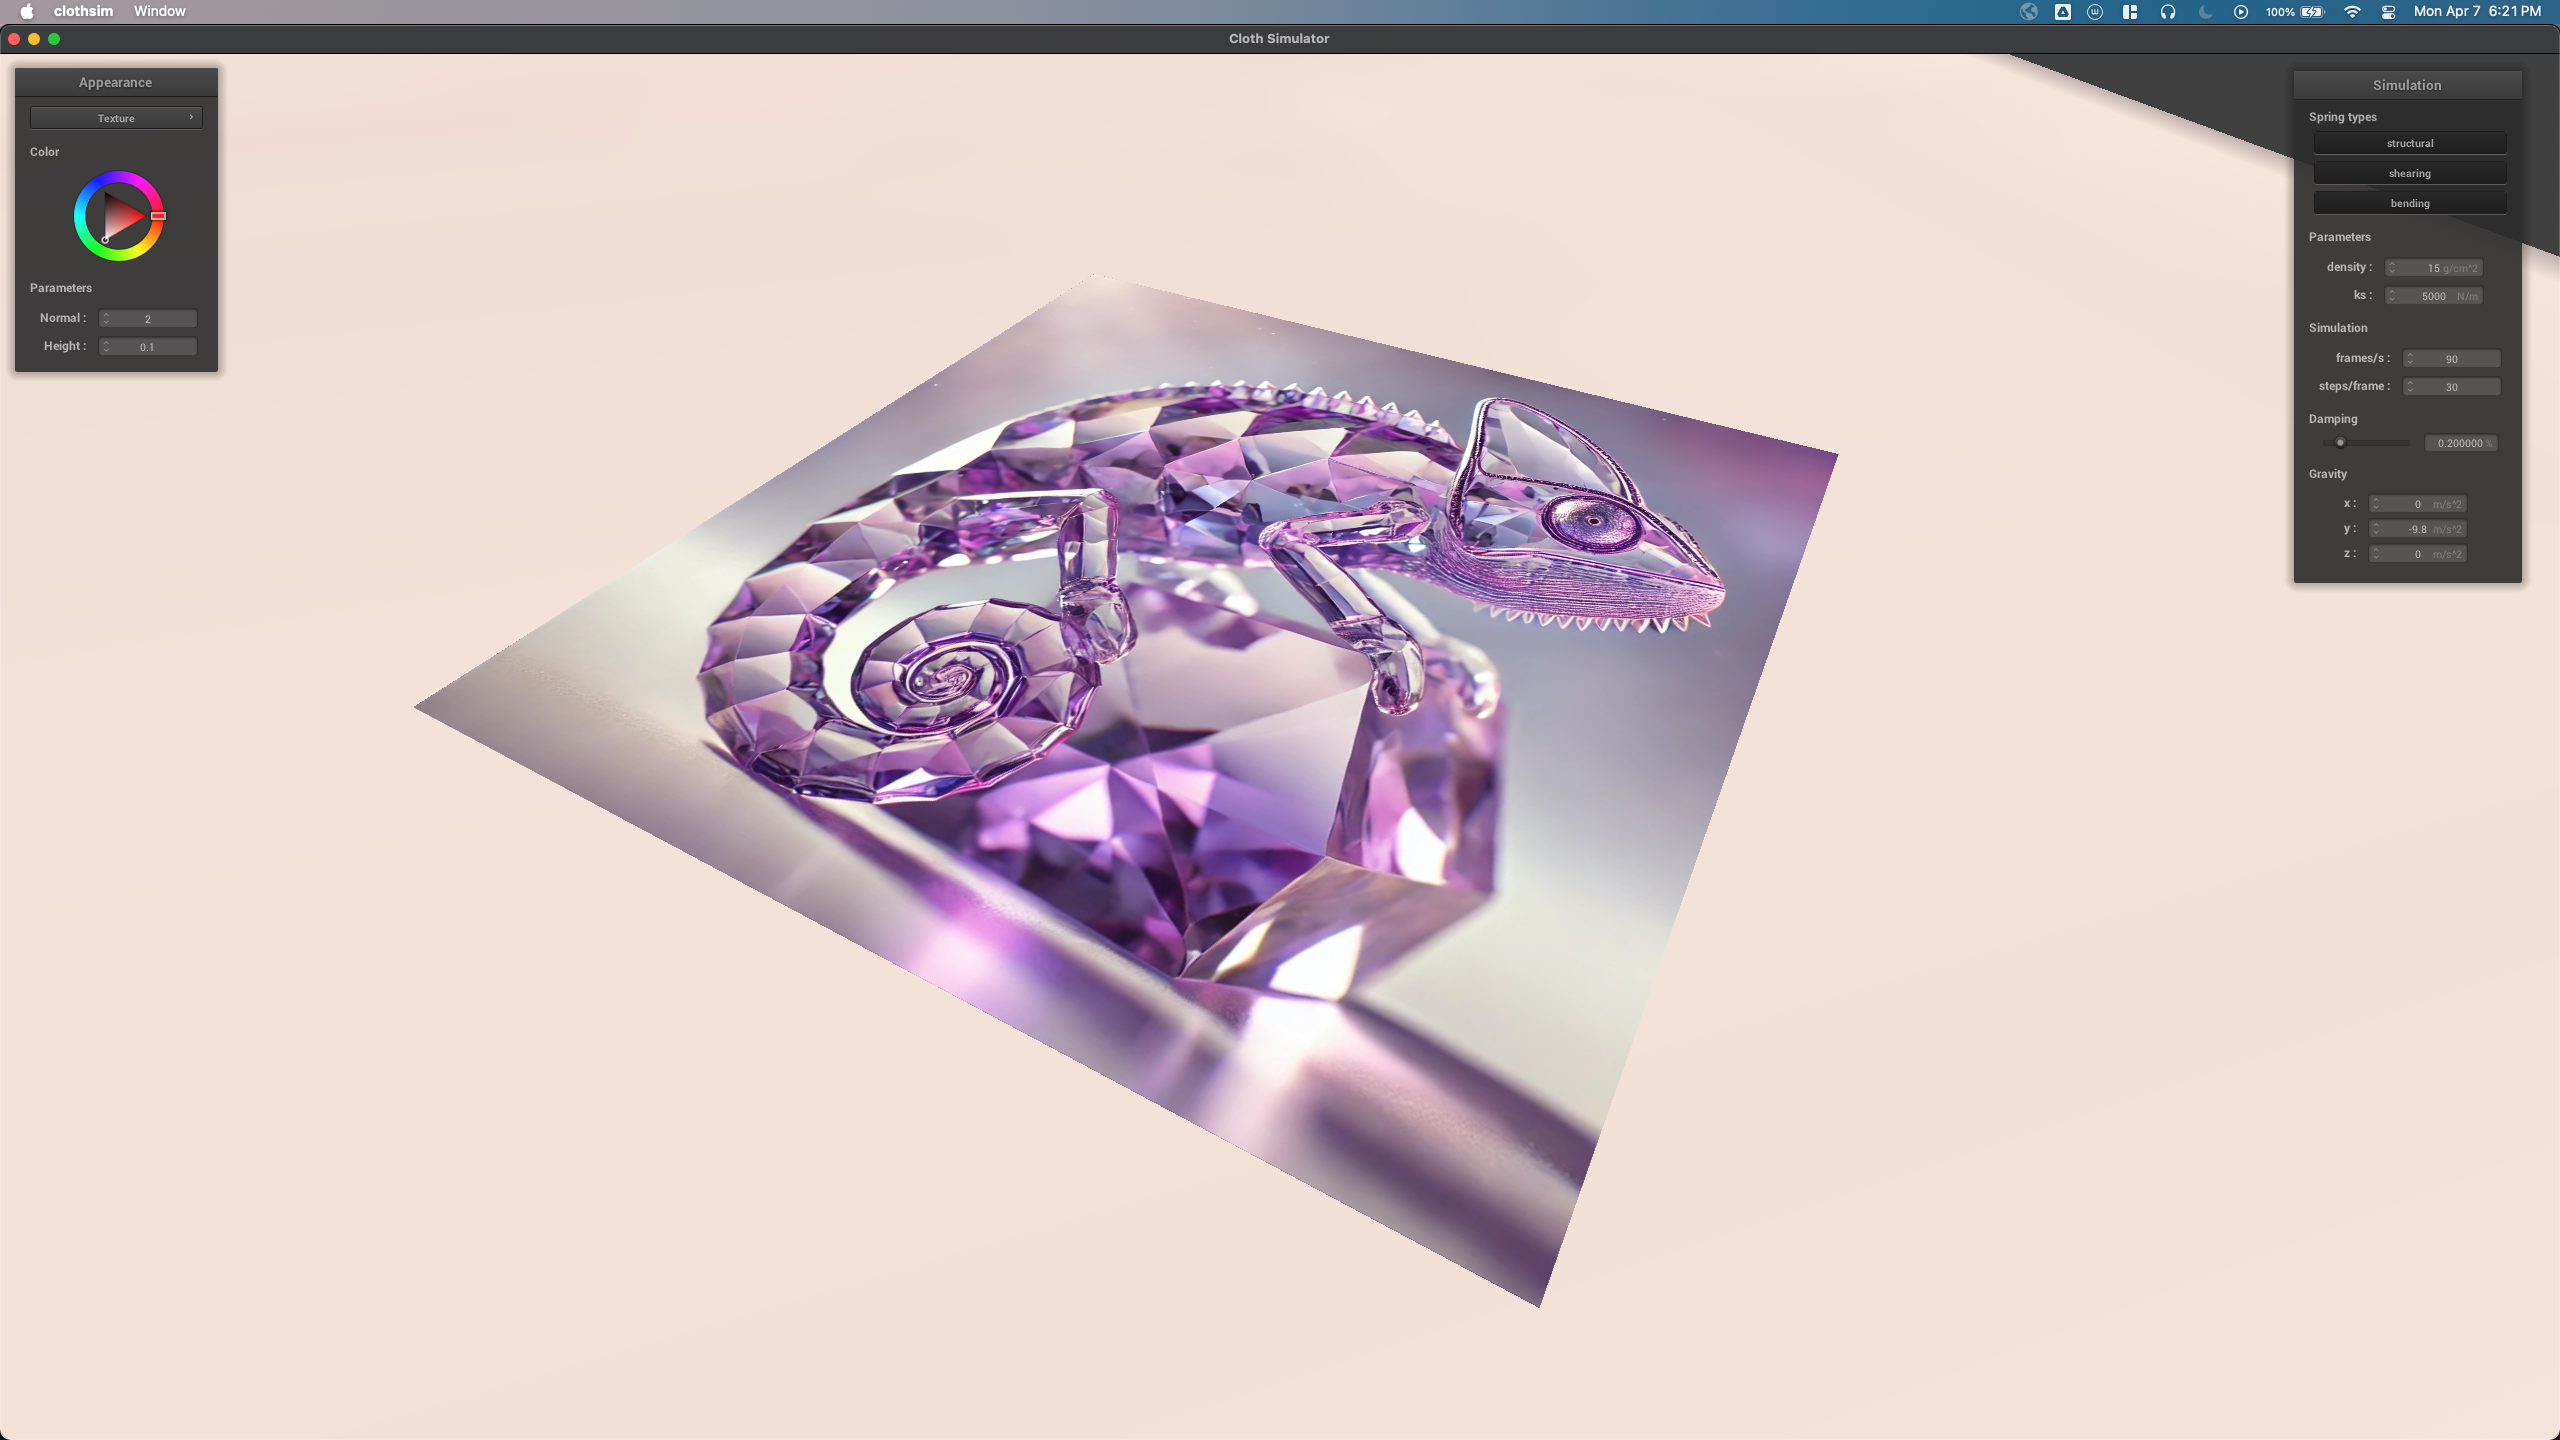 clothsim Window
100% Mon Apr 7 6:21 PM
Cloth Simulator
Appearance
Texture
Color
Parameters
Normal : 2
Height : 0.1
Simulation
Spring types
structural
shearing
bending
Parameters
density : 15 g/cm^2
ks : 5000 N/m
Simulation
frames/s : 90
steps/frame : 30
Damping
0.200000 %
Gravity
x : 0 m/s^2
y : -9.8 m/s^2
z : 0 m/s^2